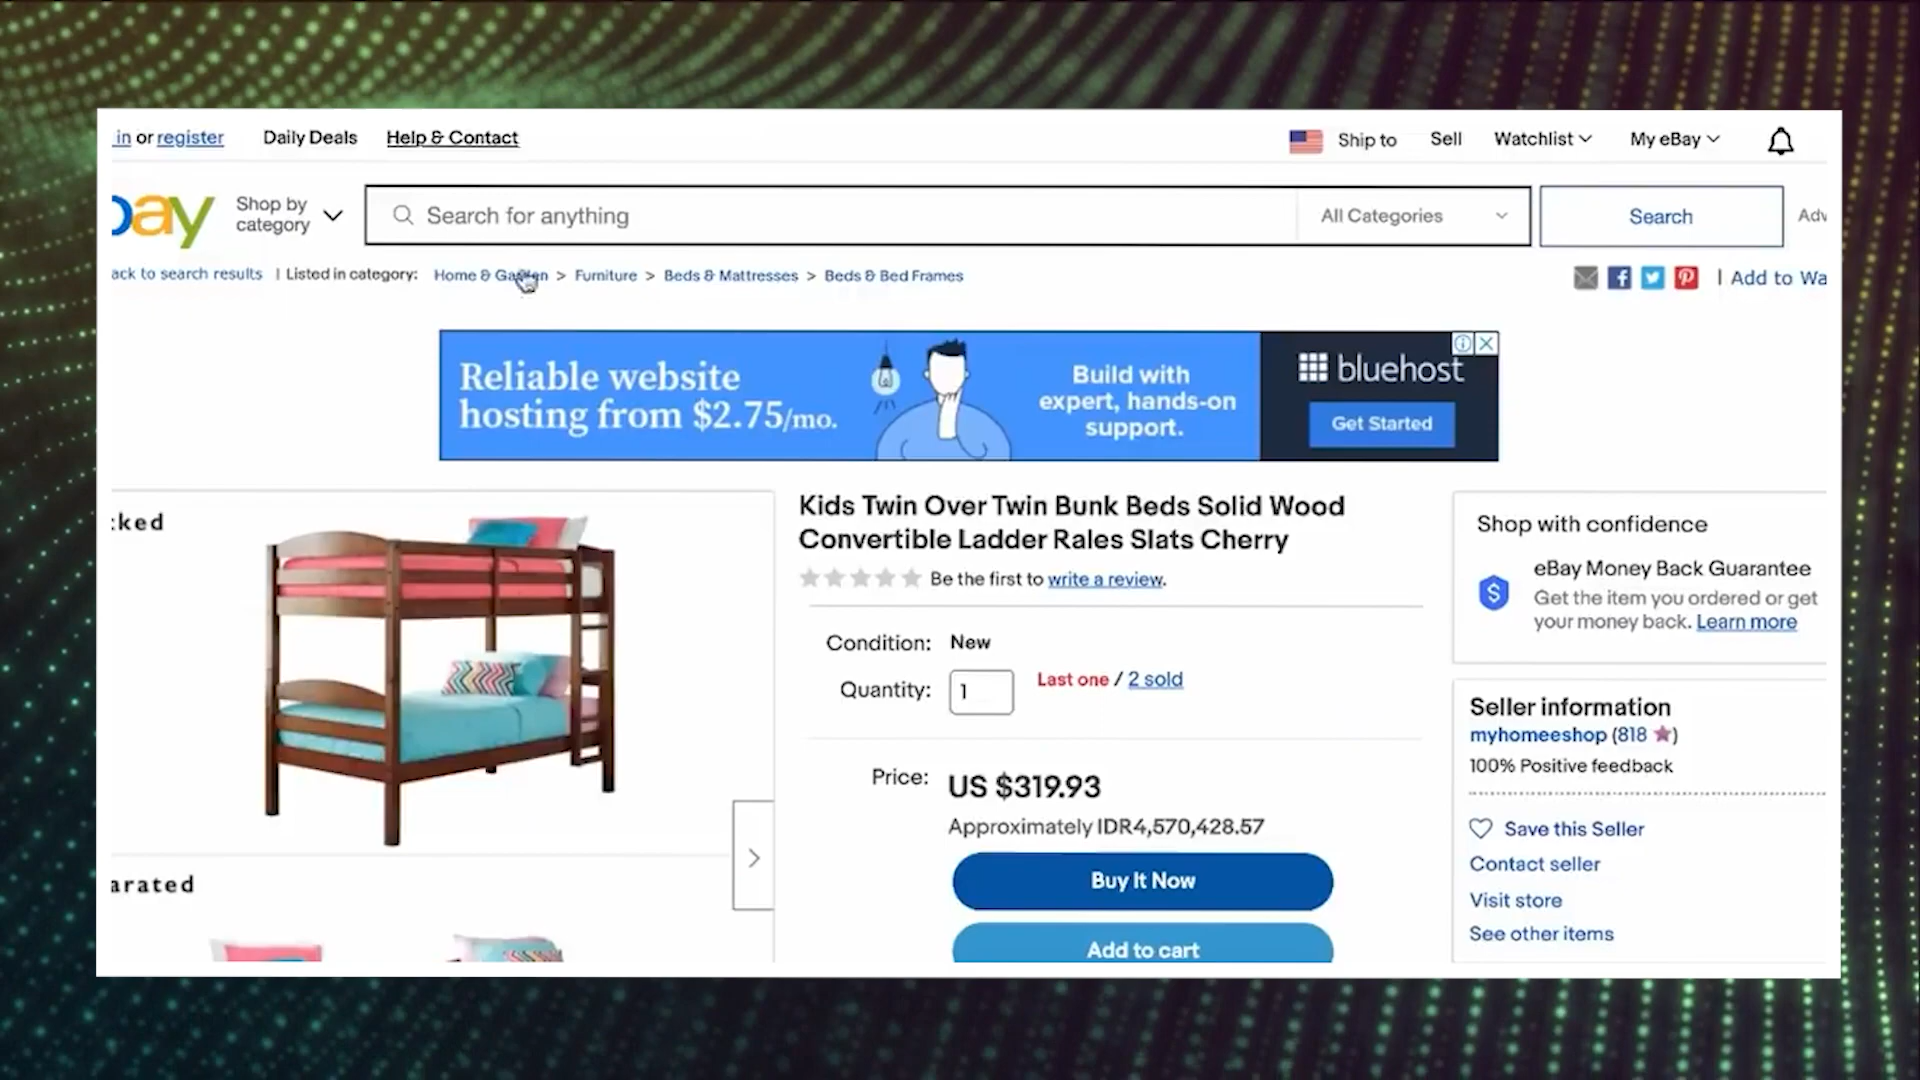 in or register Daily Deals Help & Contact Ship to Sell Watchlist My eBay
bay Shop by category Search for anything All Categories Search Adv
ack to search results | Listed in category: Home & Garden > Furniture > Beds & Mattresses > Beds & Bed Frames | Add to Wa
Reliable website
hosting from $2.75/mo.
Build with
expert, hands-on
support.
bluehost
Get Started
cked
arated
Kids Twin Over Twin Bunk Beds Solid Wood
Convertible Ladder Rales Slats Cherry
Be the first to write a review.
Condition: New
Quantity: 1 Last one / 2 sold
Price: US $319.93
Approximately IDR4,570,428.57
Buy It Now
Add to cart
Shop with confidence
eBay Money Back Guarantee
Get the item you ordered or get
your money back. Learn more
Seller information
myhomeeshop (818 ★)
100% Positive feedback
Save this Seller
Contact seller
Visit store
See other items